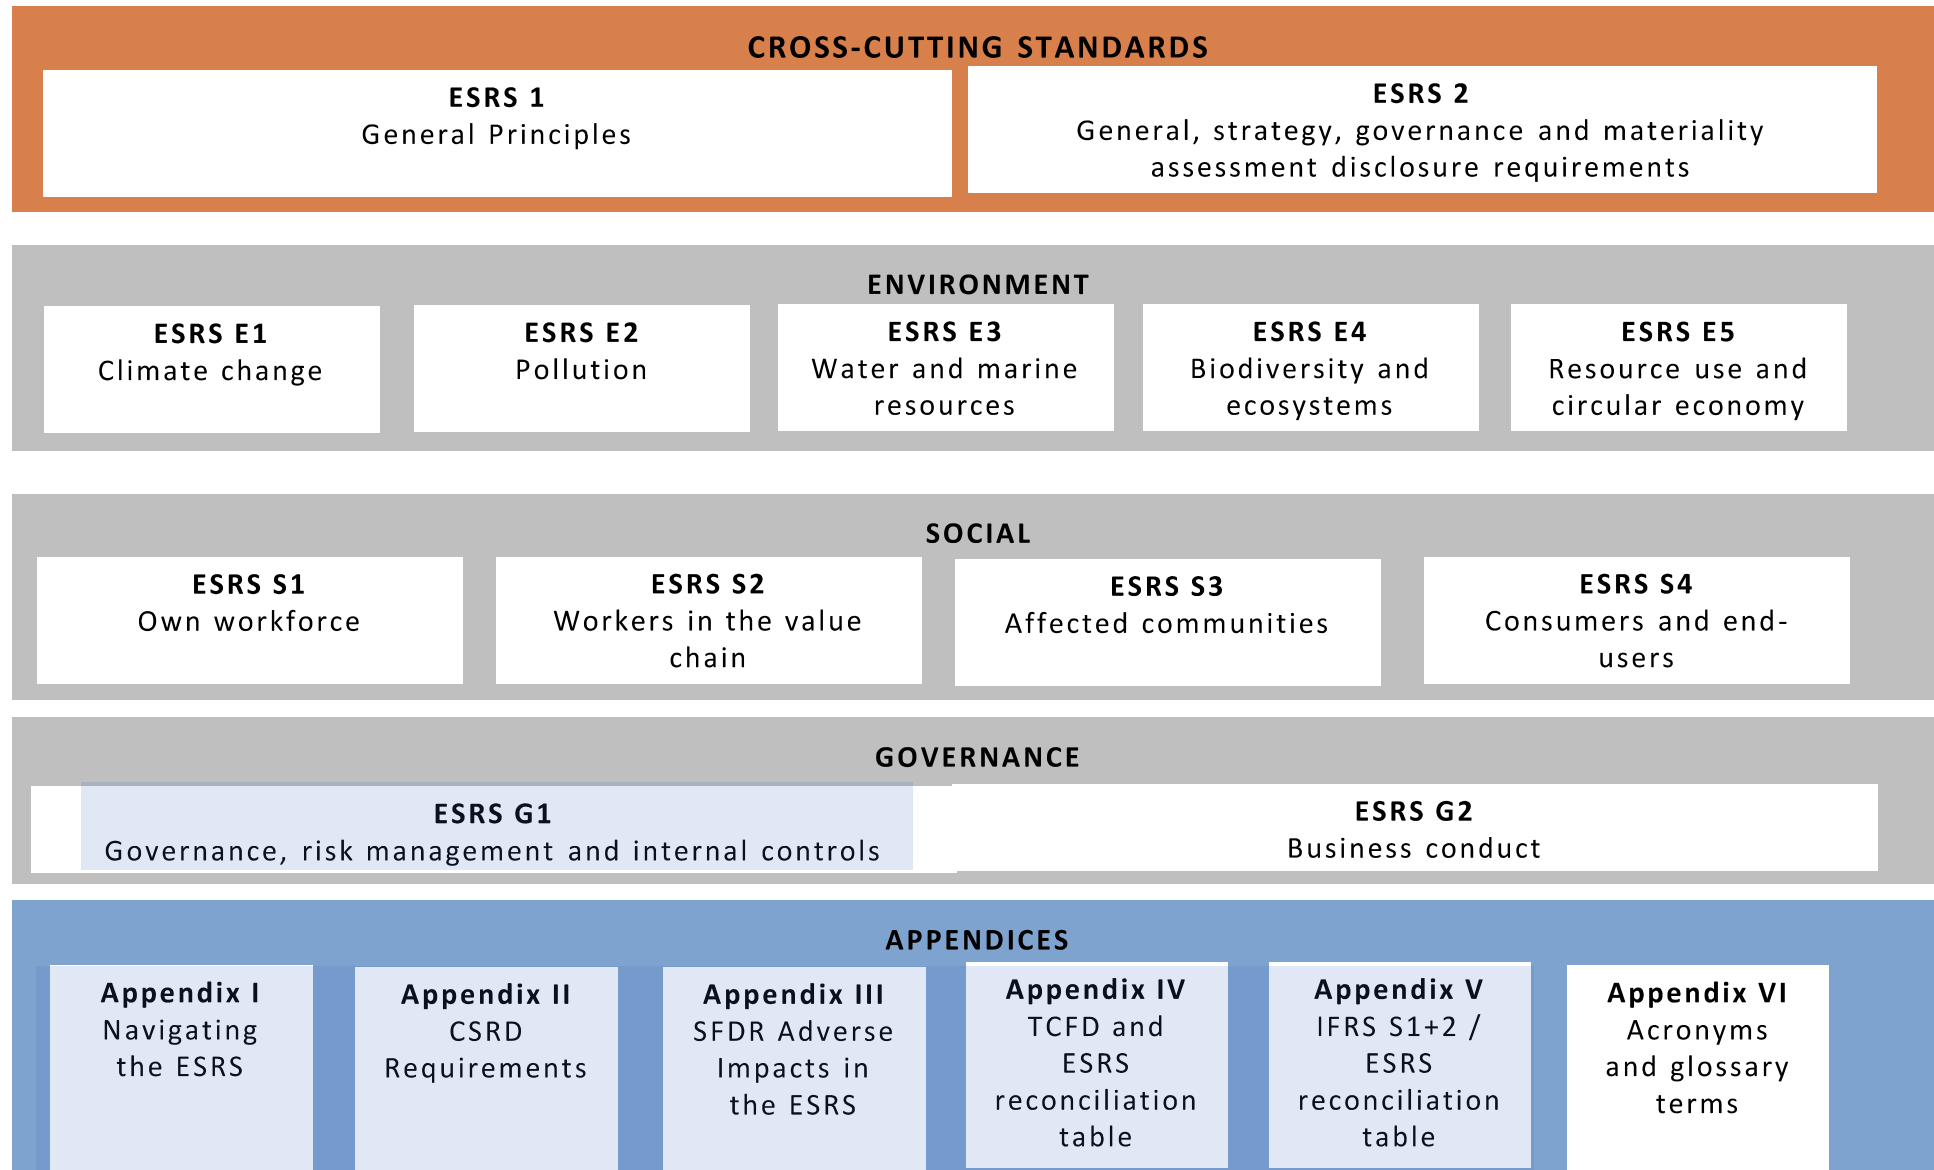 CROSS-CUTTING STANDARDS
ESRS 1
General Principles
ESRS 2
General, strategy, governance and materiality
assessment disclosure requirements
ENVIRONMENT
ESRS E1
Climate change
ESRS E2
Pollution
ESRS E3
Water and marine
resources
ESRS E4
Biodiversity and
ecosystems
ESRS E5
Resource use and
circular economy
SOCIAL
ESRS S1
Own workforce
ESRS S2
Workers in the value
chain
ESRS S3
Affected communities
ESRS S4
Consumers and end-
users
GOVERNANCE
ESRS G1
Governance, risk management and internal controls
ESRS G2
Business conduct
APPENDICES
Appendix I
Navigating
the ESRS
Appendix II
CSRD
Requirements
Appendix III
SFDR Adverse
Impacts in
the ESRS
Appendix IV
TCFD and
ESRS
reconciliation
table
Appendix V
IFRS S1+2 /
ESRS
reconciliation
table
Appendix VI
Acronyms
and glossary
terms